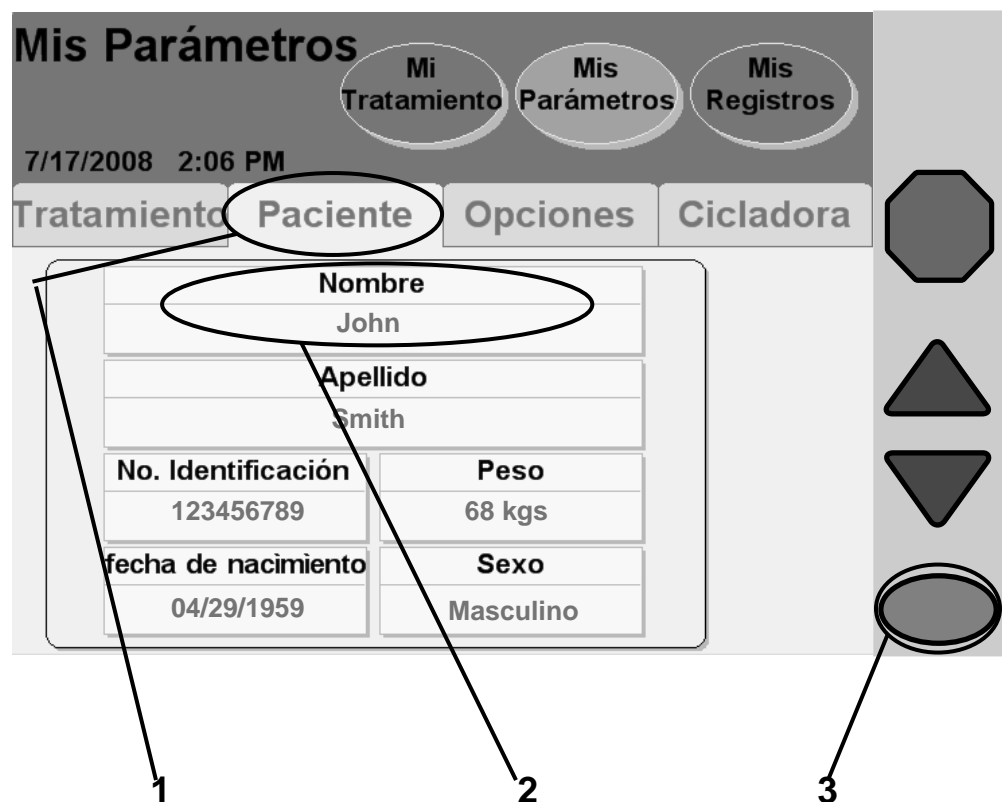 Mis Parámetros
Mi
Tratamiento
Mis
Parámetros
Mis
Registros
7/17/2008 2:06 PM
Tratamiento Paciente Opciones Cicladora
Nombre
John
Apellido
Smith
No. Identificación Peso
123456789 68 kgs
fecha de nacimiento Sexo
04/29/1959 Masculino
1 2 3